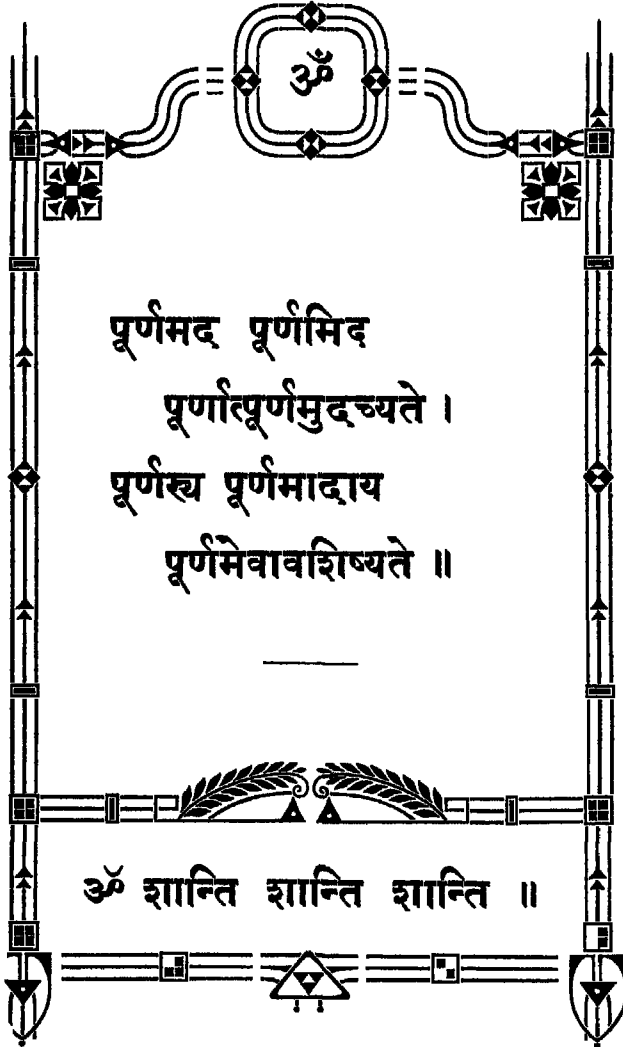 ॐ
पूर्णमद पूर्णमिद
पूर्णात्पूर्णमुदच्यते ।
पूर्णस्य पूर्णमादाय
पूर्णमेवावशिष्यते ॥
ॐ शान्ति शान्ति शान्ति ॥